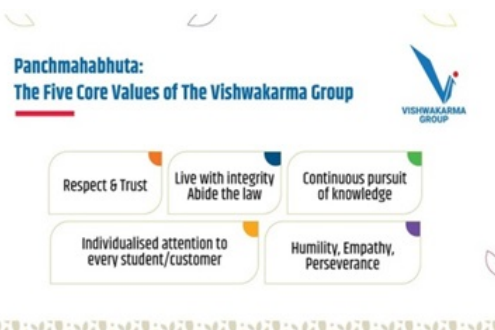 Panchmahabhuta:
The Five Core Values of The Vishwakarma Group
VISHWAKARMA
GROUP
Respect & Trust
Live with integrity
Abide the law
Continuous pursuit
of knowledge
Individualised attention to
every student/customer
Humility, Empathy,
Perseverance